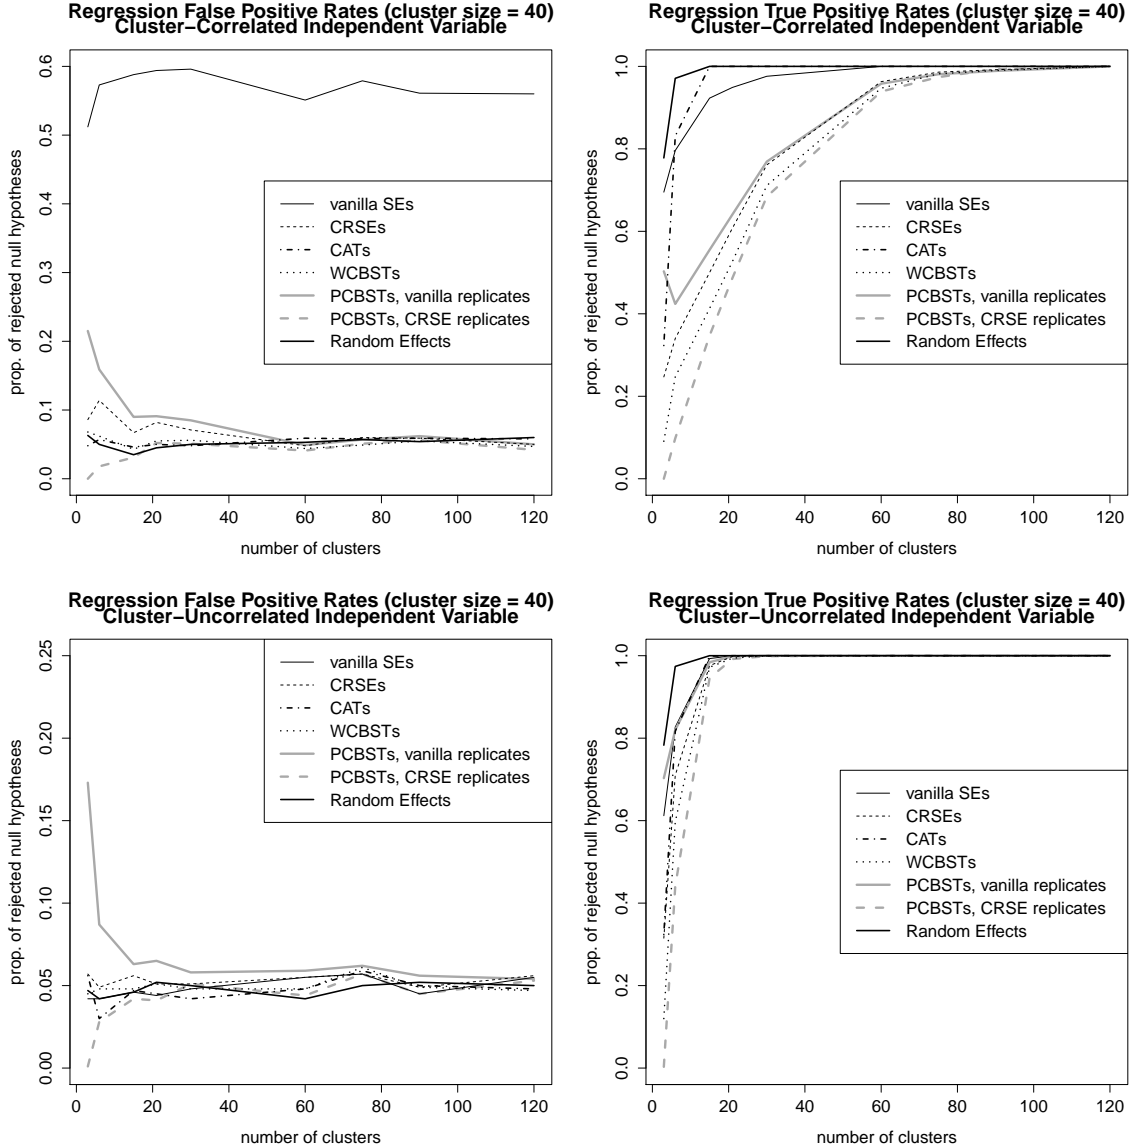 Regression False Positive Rates (cluster size = 40)
Cluster−Correlated Independent Variable
prop. of rejected null hypotheses
0.6
0.5
0.4
0.3
0.2
0.1
0.0
vanilla SEs
CRSEs
CATs
WCBSTs
PCBSTs, vanilla replicates
PCBSTs, CRSE replicates
Random Effects
0 20 40 60 80 100 120
number of clusters
Regression True Positive Rates (cluster size = 40)
Cluster−Correlated Independent Variable
prop. of rejected null hypotheses
1.0
0.8
0.6
0.4
0.2
0.0
vanilla SEs
CRSEs
CATs
WCBSTs
PCBSTs, vanilla replicates
PCBSTs, CRSE replicates
Random Effects
0 20 40 60 80 100 120
number of clusters
Regression False Positive Rates (cluster size = 40)
Cluster−Uncorrelated Independent Variable
prop. of rejected null hypotheses
0.25
0.20
0.15
0.10
0.05
0.00
vanilla SEs
CRSEs
CATs
WCBSTs
PCBSTs, vanilla replicates
PCBSTs, CRSE replicates
Random Effects
0 20 40 60 80 100 120
number of clusters
Regression True Positive Rates (cluster size = 40)
Cluster−Uncorrelated Independent Variable
prop. of rejected null hypotheses
1.0
0.8
0.6
0.4
0.2
0.0
vanilla SEs
CRSEs
CATs
WCBSTs
PCBSTs, vanilla replicates
PCBSTs, CRSE replicates
Random Effects
0 20 40 60 80 100 120
number of clusters